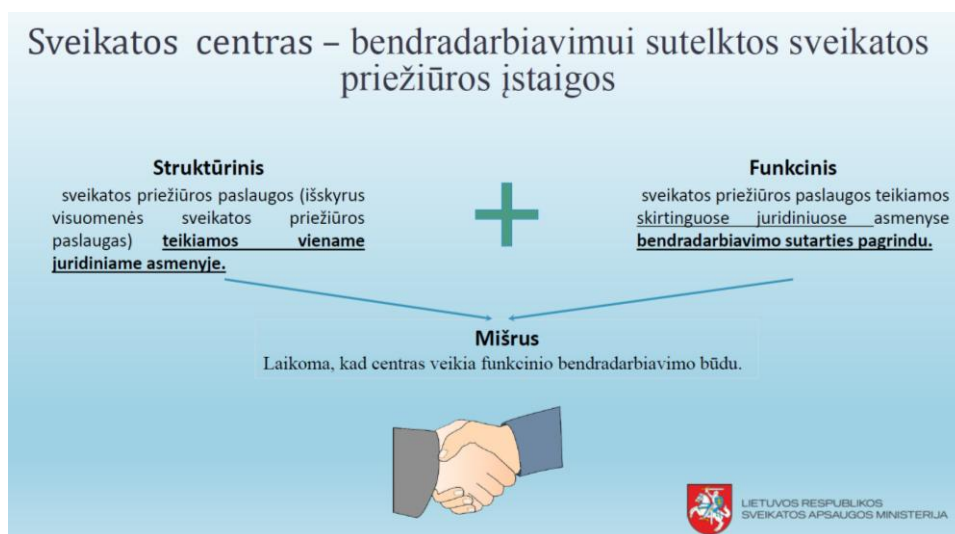 Sveikatos centras – bendradarbiavimui sutelktos sveikatos
priežiūros įstaigos
Struktūrinis
sveikatos priežiūros paslaugos (išskyrus
visuomenės sveikatos priežiūros
paslaugas) teikiamos viename
juridiniame asmenyje.
Funkcinis
sveikatos priežiūros paslaugos teikiamos
skirtinguose juridiniuose asmenyse
bendradarbiavimo sutarties pagrindu.
Mišrus
Laikoma, kad centras veikia funkcinio bendradarbiavimo būdu.
LIETUVOS RESPUBLIKOS
SVEIKATOS APSAUGOS MINISTERIJA